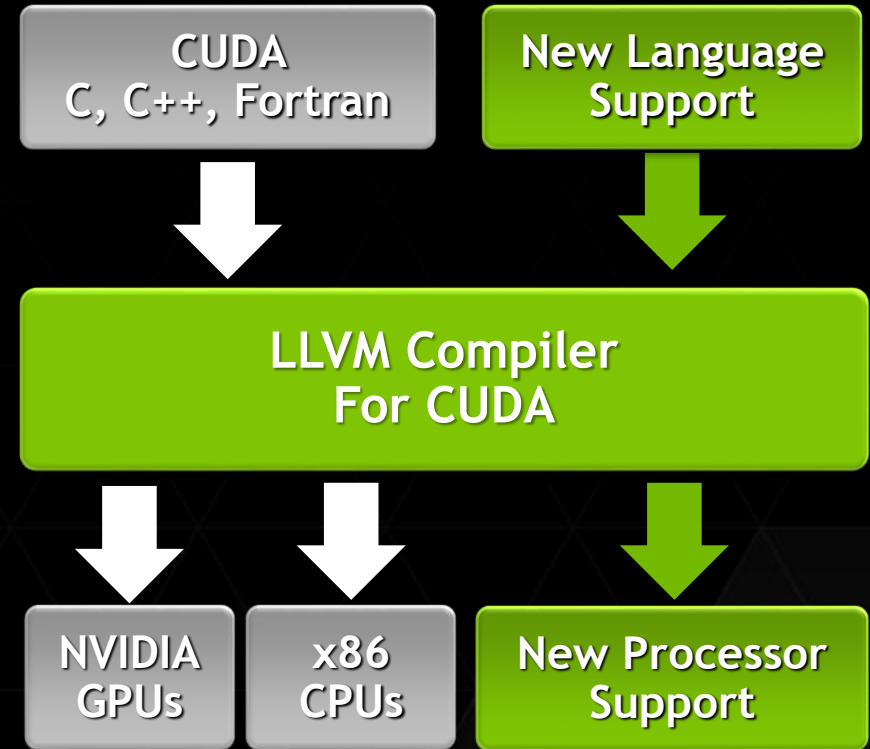 CUDA
C, C++, Fortran
New Language
Support
LLVM Compiler
For CUDA
NVIDIA
GPUs
x86
CPUs
New Processor
Support